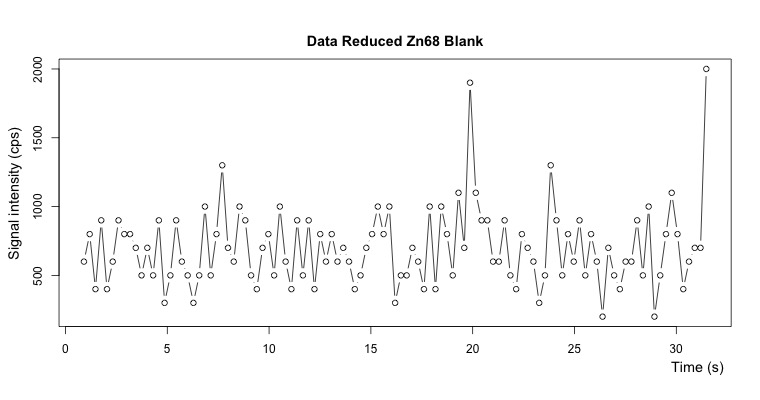 Data Reduced Zn68 Blank
Signal intensity (cps)
2000
1500
1000
500
0 5 10 15 20 25 30
Time (s)